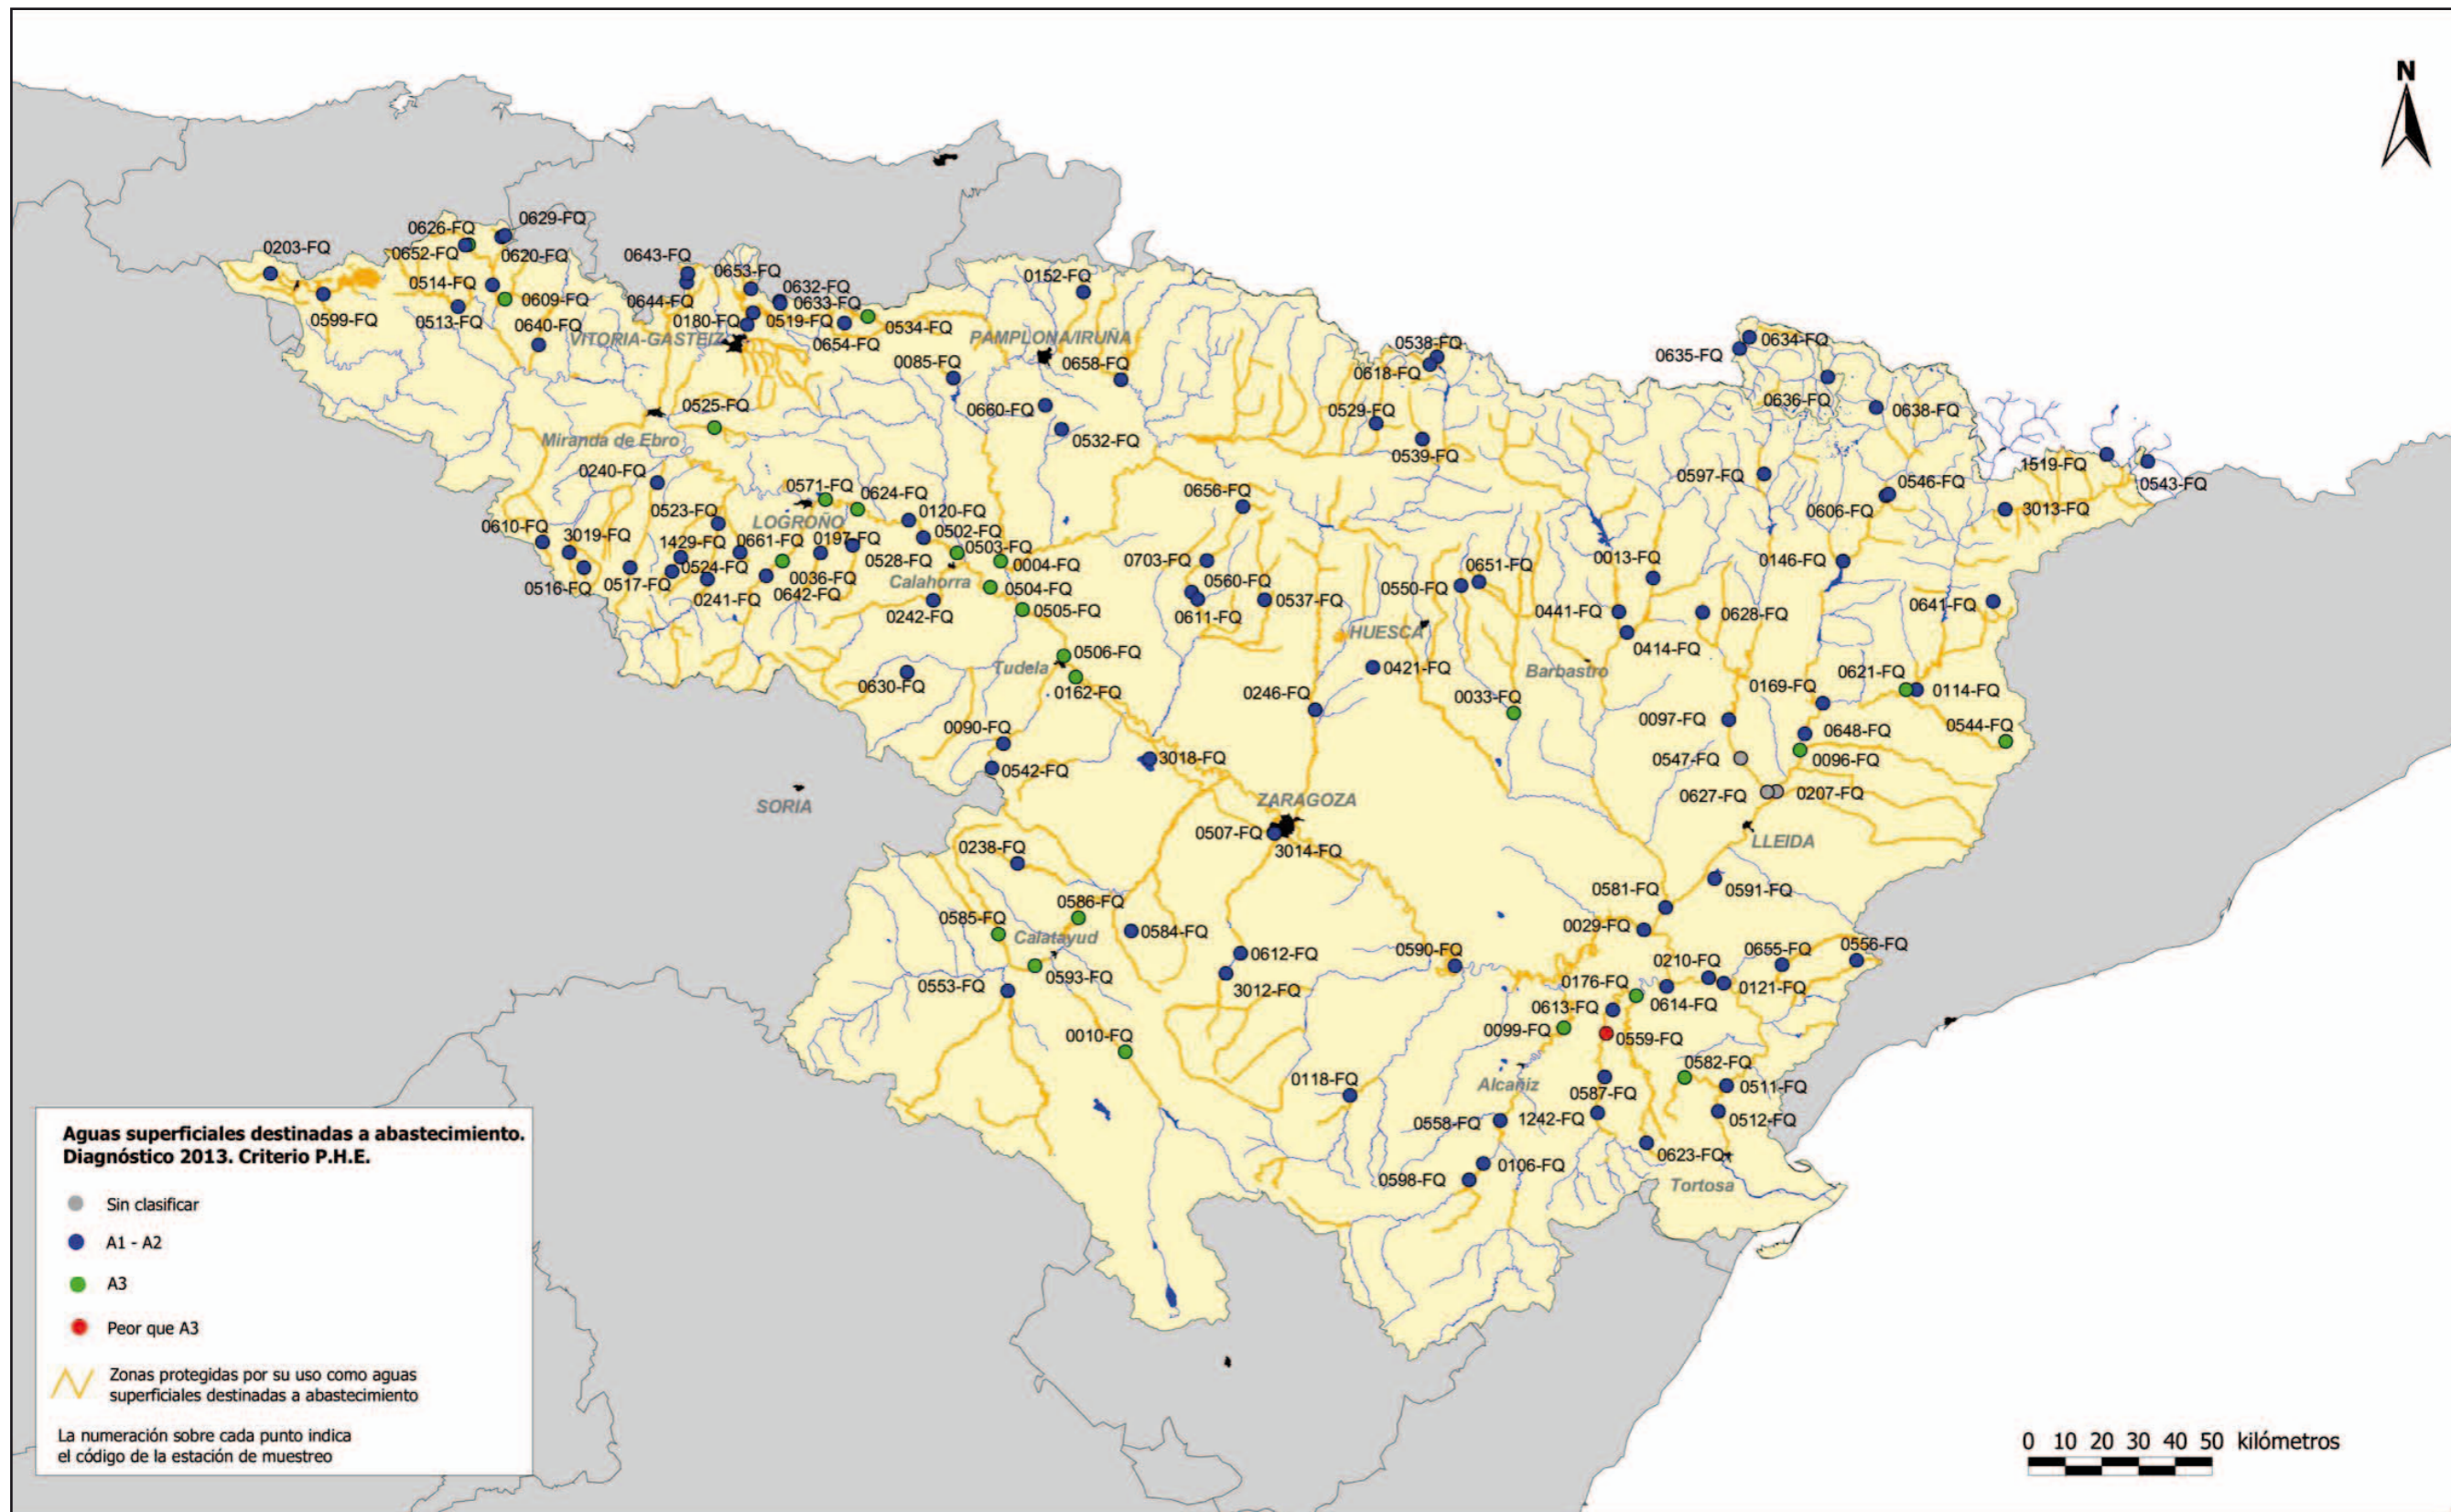 N
0629-FQ
0626-FQ
0203-FQ
0652-FQ
0620-FQ
0643-FQ
0653-FQ
0152-FQ
0514-FQ
0632-FQ
0609-FQ
0644-FQ
0633-FQ
0599-FQ
0513-FQ
0640-FQ
0180-FQ
0519-FQ
0534-FQ
VITORIA-GASTEIZ
PAMPLONA/IRUÑA
0654-FQ
0538-FQ
0634-FQ
0635-FQ
0085-FQ
0658-FQ
0618-FQ
0525-FQ
0660-FQ
0529-FQ
0636-FQ
0638-FQ
Miranda de Ebro
0532-FQ
0539-FQ
0240-FQ
0571-FQ
0624-FQ
0656-FQ
0597-FQ
1519-FQ
0546-FQ
0543-FQ
0523-FQ
LOGROÑO
0120-FQ
0606-FQ
3013-FQ
0610-FQ
3019-FQ
1429-FQ
0661-FQ
0197-FQ
0502-FQ
0503-FQ
0528-FQ
0004-FQ
0703-FQ
0651-FQ
0013-FQ
0146-FQ
0516-FQ
0517-FQ
0524-FQ
0036-FQ
Calahorra
0504-FQ
0560-FQ
0550-FQ
0241-FQ
0642-FQ
0242-FQ
0505-FQ
0611-FQ
0537-FQ
0441-FQ
0628-FQ
0641-FQ
HUESCA
0414-FQ
0506-FQ
Tudela
0630-FQ
0162-FQ
0421-FQ
Barbastro
0621-FQ
0246-FQ
0033-FQ
0169-FQ
0114-FQ
0090-FQ
0097-FQ
0544-FQ
0648-FQ
3018-FQ
0542-FQ
0547-FQ
0096-FQ
SORIA
ZARAGOZA
0627-FQ
0207-FQ
0507-FQ
3014-FQ
LLEIDA
0238-FQ
0581-FQ
0591-FQ
0586-FQ
0585-FQ
Calatayud
0584-FQ
0029-FQ
0612-FQ
0590-FQ
0655-FQ
0556-FQ
0210-FQ
0593-FQ
0553-FQ
3012-FQ
0176-FQ
0121-FQ
0613-FQ
0614-FQ
0099-FQ
0010-FQ
0559-FQ
0582-FQ
0118-FQ
Alcañiz
0587-FQ
0511-FQ
0558-FQ
1242-FQ
0512-FQ
0106-FQ
0623-FQ
0598-FQ
Tortosa
Aguas superficiales destinadas a abastecimiento.
Diagnóstico 2013. Criterio P.H.E.
Sin clasificar
A1 - A2
A3
Peor que A3
Zonas protegidas por su uso como aguas
superficiales destinadas a abastecimiento
La numeración sobre cada punto indica
el código de la estación de muestreo
0 10 20 30 40 50 kilómetros